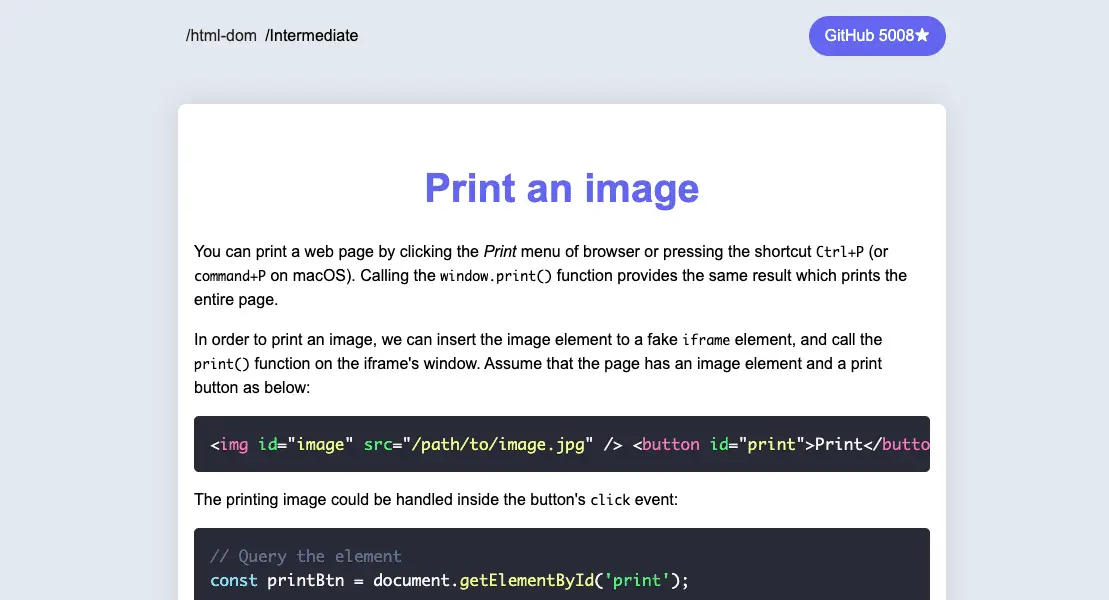 /html-dom /Intermediate
GitHub 5008★
Print an image
You can print a web page by clicking the Print menu of browser or pressing the shortcut Ctrl+P (or
command+P on macOS). Calling the window.print() function provides the same result which prints the
entire page.
In order to print an image, we can insert the image element to a fake iframe element, and call the
print() function on the iframe's window. Assume that the page has an image element and a print
button as below:
<img id="image" src="/path/to/image.jpg" /> <button id="print">Print</butto
The printing image could be handled inside the button's click event:
// Query the element
const printBtn = document.getElementById('print');